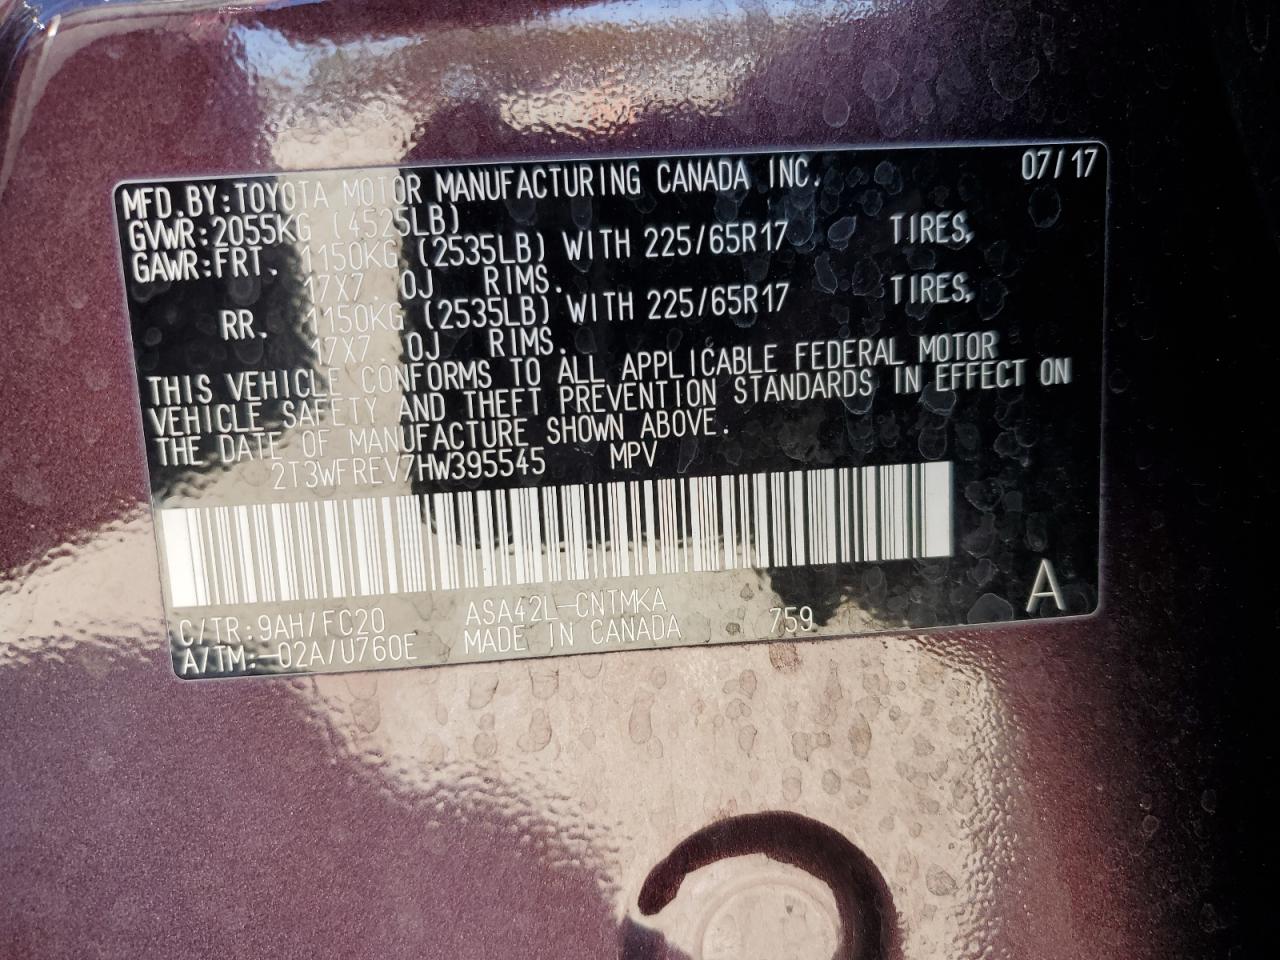 MFD.BY:TOYOTA MOTOR MANUFACTURING CANADA INC. 07/17
GVWR:2055KG (4525LB)
GAWR:FRT. 1150KG (2535LB) WITH 225/65R17 TIRES,
17X7.0J RIMS.
RR. 1150KG (2535LB) WITH 225/65R17 TIRES,
17X7.0J RIMS.
THIS VEHICLE CONFORMS TO ALL APPLICABLE FEDERAL MOTOR
VEHICLE SAFETY AND THEFT PREVENTION STANDARDS IN EFFECT ON
THE DATE OF MANUFACTURE SHOWN ABOVE.
2T3WFREV7HW395545 MPV
C/TR:9AH/FC20 ASA42L-CNTMKA A
A/TM:-02A/U760E MADE IN CANADA 759